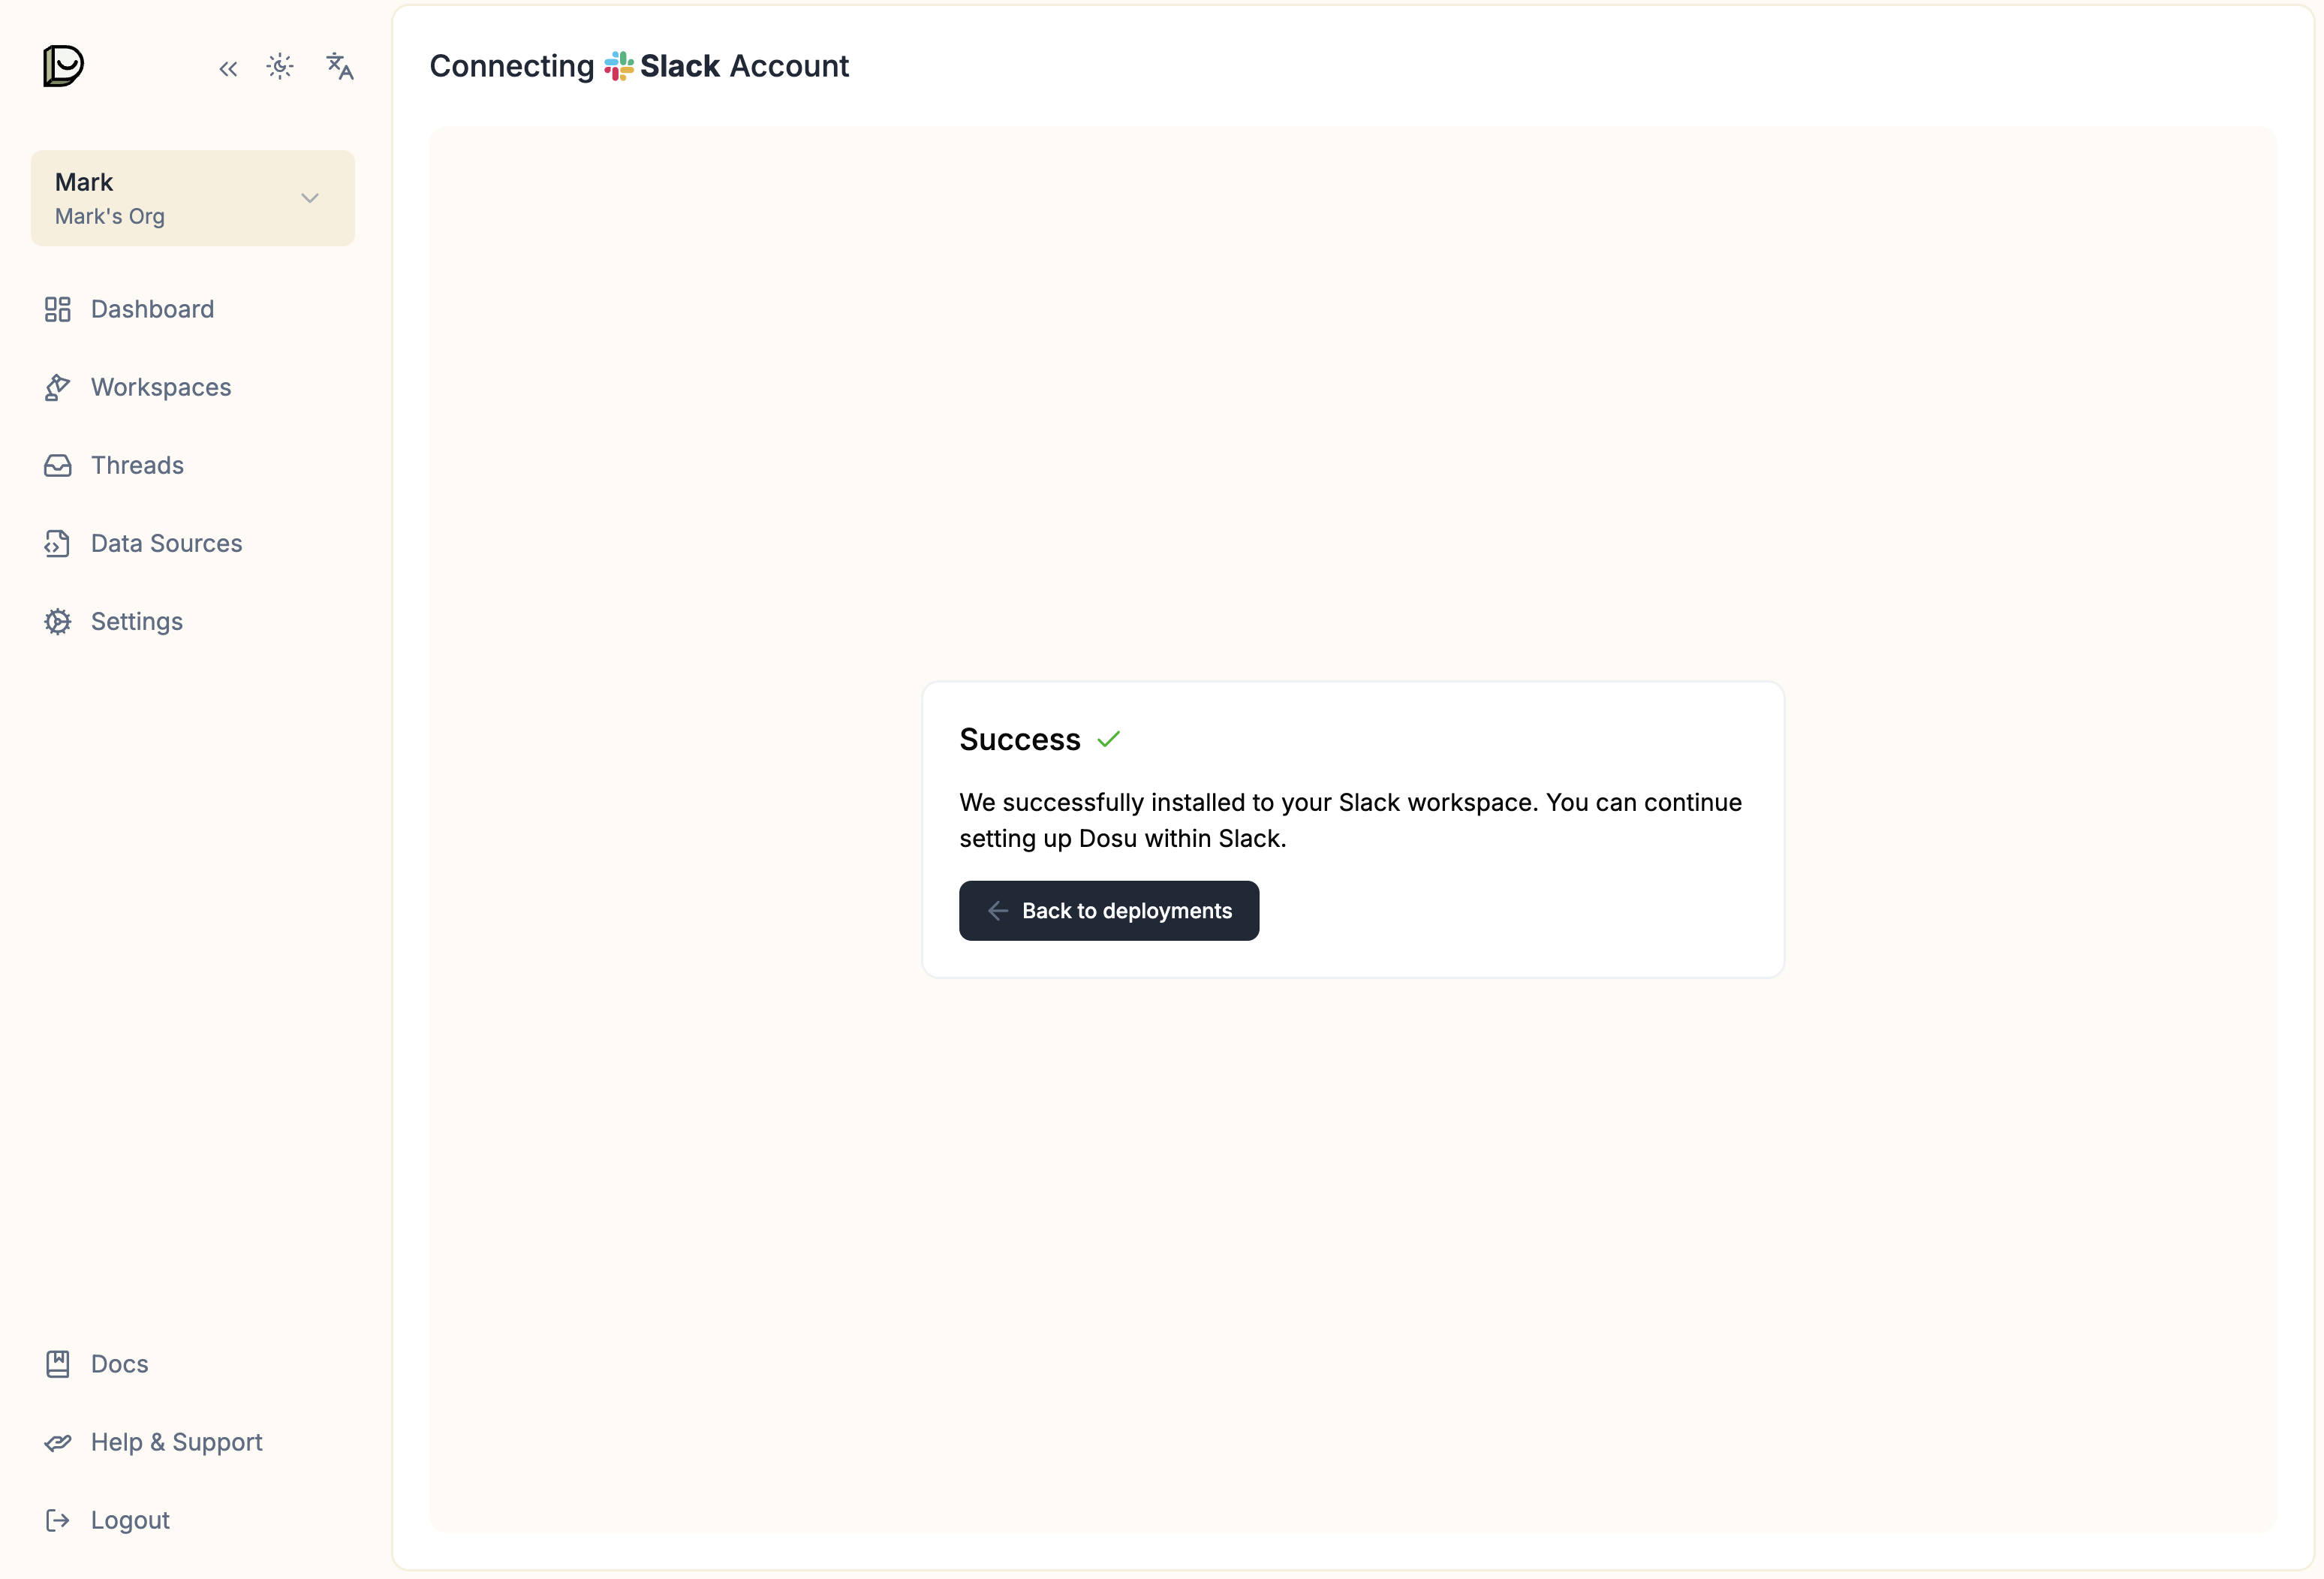 Mark
Mark's Org
Dashboard
Workspaces
Threads
Data Sources
Settings
Docs
Help & Support
Logout
Connecting Slack Account
Success
We successfully installed to your Slack workspace. You can continue
setting up Dosu within Slack.
Back to deployments